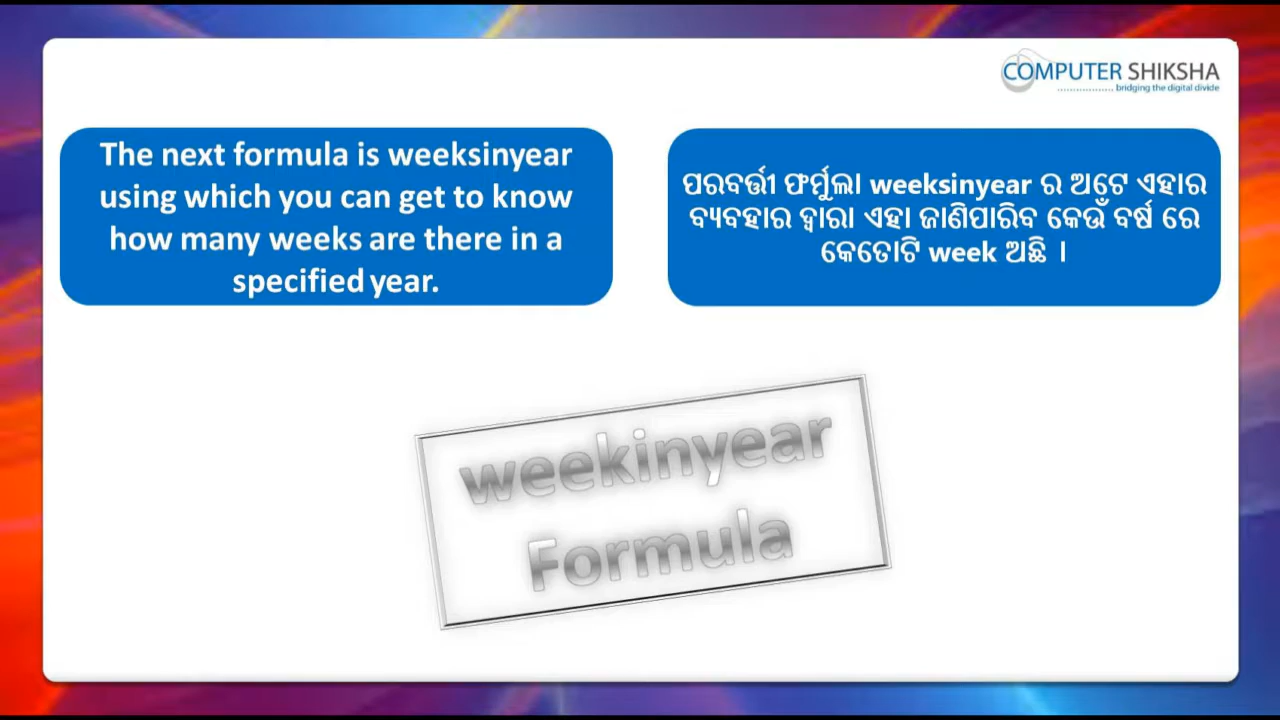 COMPUTER SHIKSHA
bridging the digital divide
The next formula is weeksinyear
using which you can get to know
how many weeks are there in a
specified year.
ପରବର୍ତ୍ତୀ ଫର୍ମୁଲା weeksinyear ର ଅଟେ ଏହାର
ବ୍ୟବହାର ଦ୍ୱାରା ଏହା ଜାଣିପାରିବ କେଉଁ ବର୍ଷ ରେ
କେତୋଟି week ଅଛି ।
weekinyear
Formula